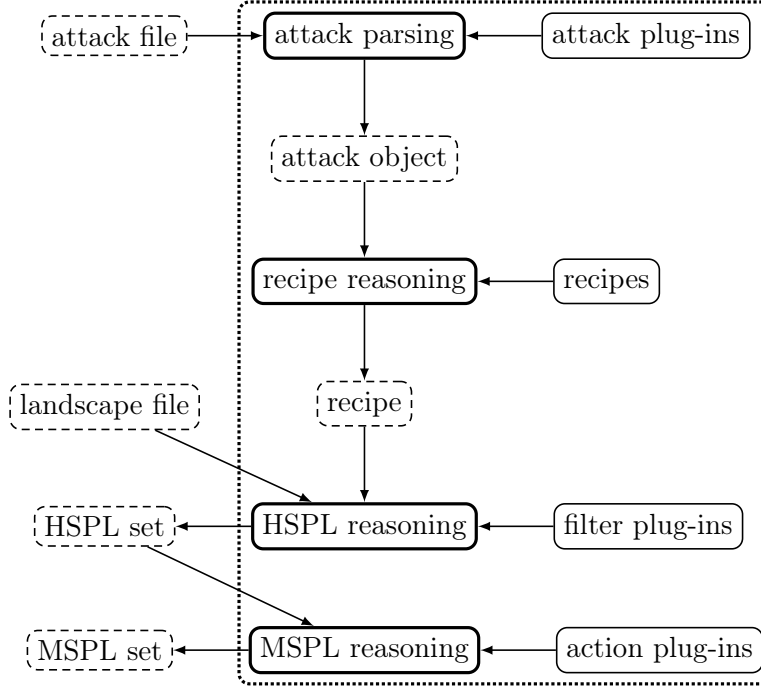 attack file
attack parsing
attack plug-ins
attack object
recipe reasoning
recipes
landscape file
recipe
HSPL set
HSPL reasoning
filter plug-ins
MSPL set
MSPL reasoning
action plug-ins